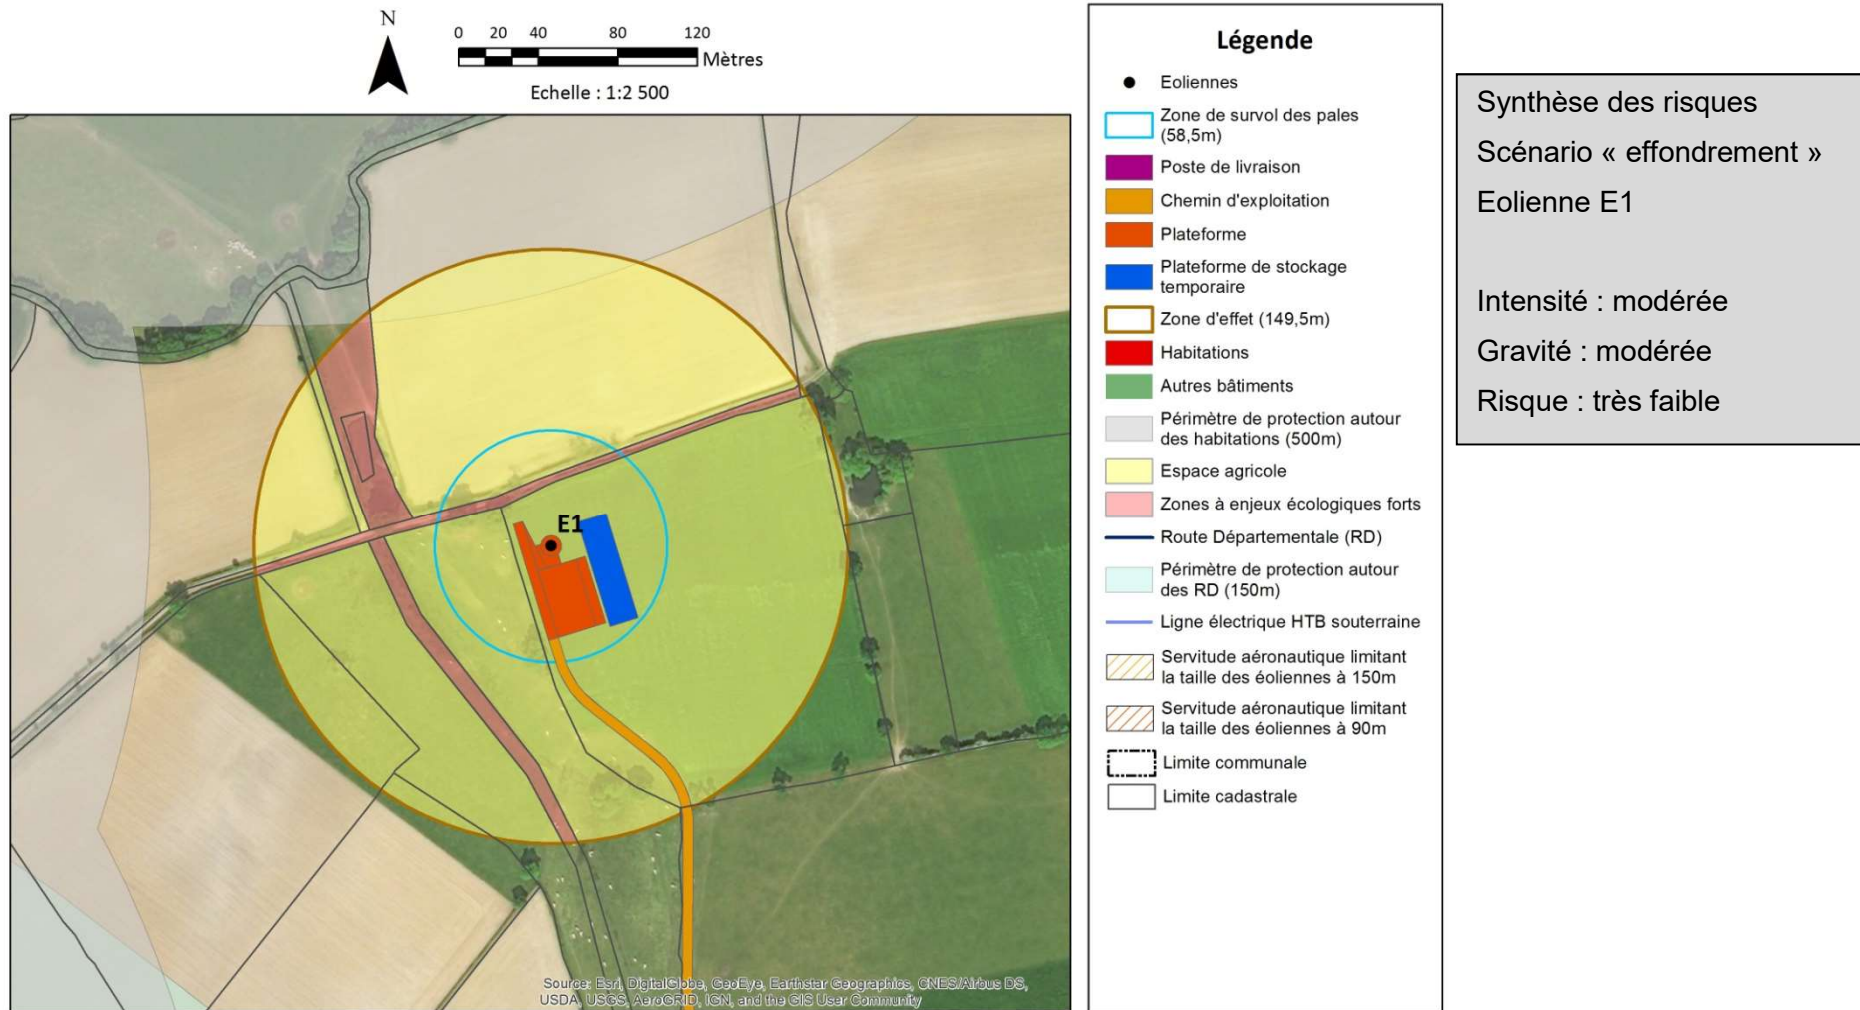 N
0 20 40 80 120
Mètres
Echelle : 1:2 500
E1
Source: Esri, DigitalGlobe, GeoEye, Earthstar Geographics, CNES/Airbus DS,
USDA, USGS, AeroGRID, IGN, and the GIS User Community
Légende
Eoliennes
Zone de survol des pales
(58,5m)
Poste de livraison
Chemin d'exploitation
Plateforme
Plateforme de stockage
temporaire
Zone d'effet (149,5m)
Habitations
Autres bâtiments
Périmètre de protection autour
des habitations (500m)
Espace agricole
Zones à enjeux écologiques forts
Route Départementale (RD)
Périmètre de protection autour
des RD (150m)
Ligne électrique HTB souterraine
Servitude aéronautique limitant
la taille des éoliennes à 150m
Servitude aéronautique limitant
la taille des éoliennes à 90m
Limite communale
Limite cadastrale
Synthèse des risques
Scénario « effondrement »
Eolienne E1
Intensité : modérée
Gravité : modérée
Risque : très faible